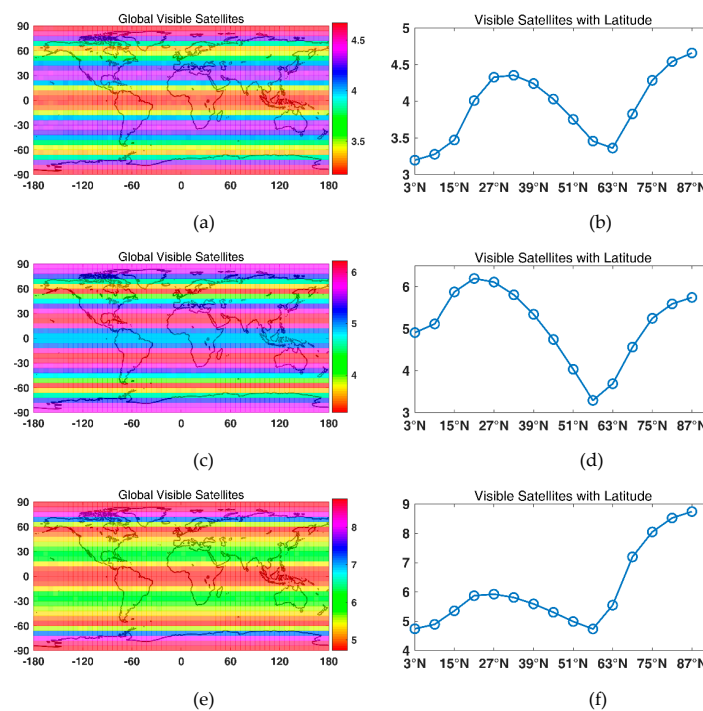 Global Visible Satellites
90
60
30
0
-30
-60
-90
-180 -120 -60 0 60 120 180
4.5
3.5
(a)
Visible Satellites with Latitude
5
4.5
4
3.5
3
3°N 15°N 27°N 39°N 51°N 63°N 75°N 87°N
(b)
Global Visible Satellites
90
60
30
0
-30
-60
-90
-180 -120 -60 0 60 120 180
6
5
4
(c)
Visible Satellites with Latitude
6
5
4
3
3°N 15°N 27°N 39°N 51°N 63°N 75°N 87°N
(d)
Global Visible Satellites
90
60
30
0
-30
-60
-90
-180 -120 -60 0 60 120 180
8
7
6
5
(e)
Visible Satellites with Latitude
9
8
7
6
5
4
3°N 15°N 27°N 39°N 51°N 63°N 75°N 87°N
(f)